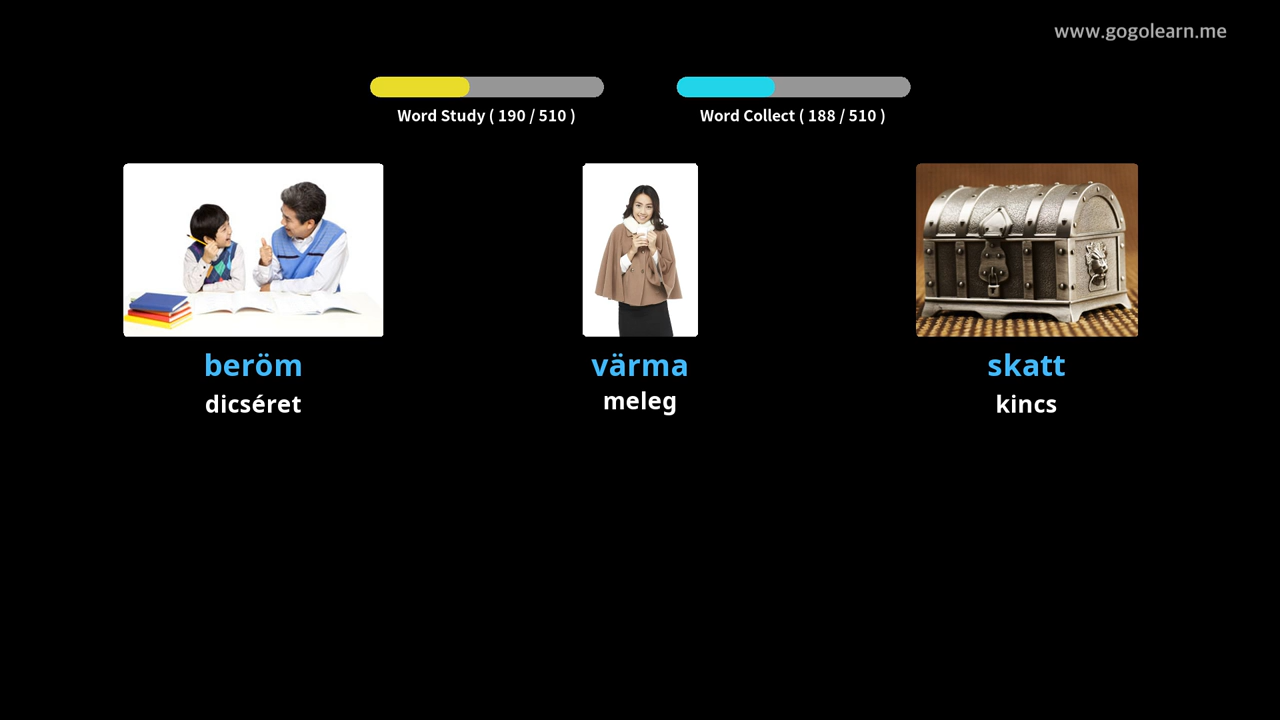 www.gogolearn.me
Word Study ( 190 / 510 )
Word Collect ( 188 / 510 )
beröm
värma
skatt
dicséret
meleg
kincs